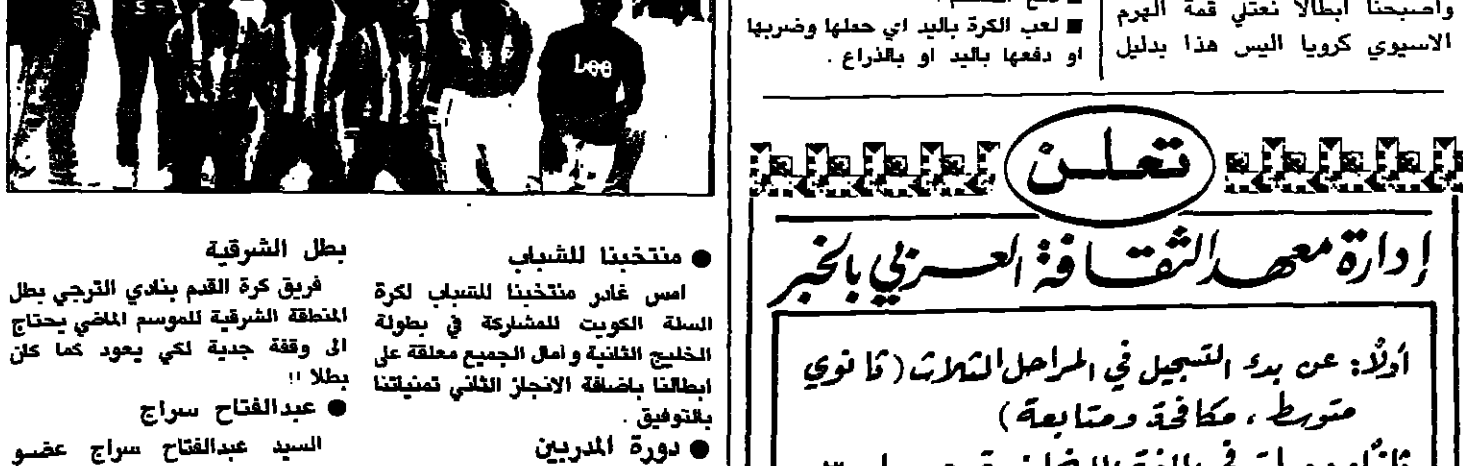 واصبحنا ابطالا نعتلي قمة الهرم
الاسيوي كرويا اليس هذا بدليل
■ لعب الكرة باليد اي حملها وضربها
او دفعها باليد او بالذراع .
Lee
تعلن
إدارة معهد الثقافة العربي بالخبر
أولاً: عن بدء التسجيل في المراحل الثلاث (ثانوي
متوسط ، مكافحة ومتابعة)
● منتخبنا للشباب
امس غادر منتخبنا للشباب لكرة
السلة الكويت للمشاركة في بطولة
الخليج الثانية و امال الجميع معلقة على
ابطالنا باضافة الانجاز الثاني تمنياتنا
بالتوفيق .
● دورة المدربين
بطل الشرقية
فريق كرة القدم بنادي الترجي بطل
المنطقة الشرقية للموسم الماضي يحتاج
الى وقفة جدية لكي يعود كما كان
بطلا !!
● عبدالفتاح سراج
السيد عبدالفتاح سراج عضو